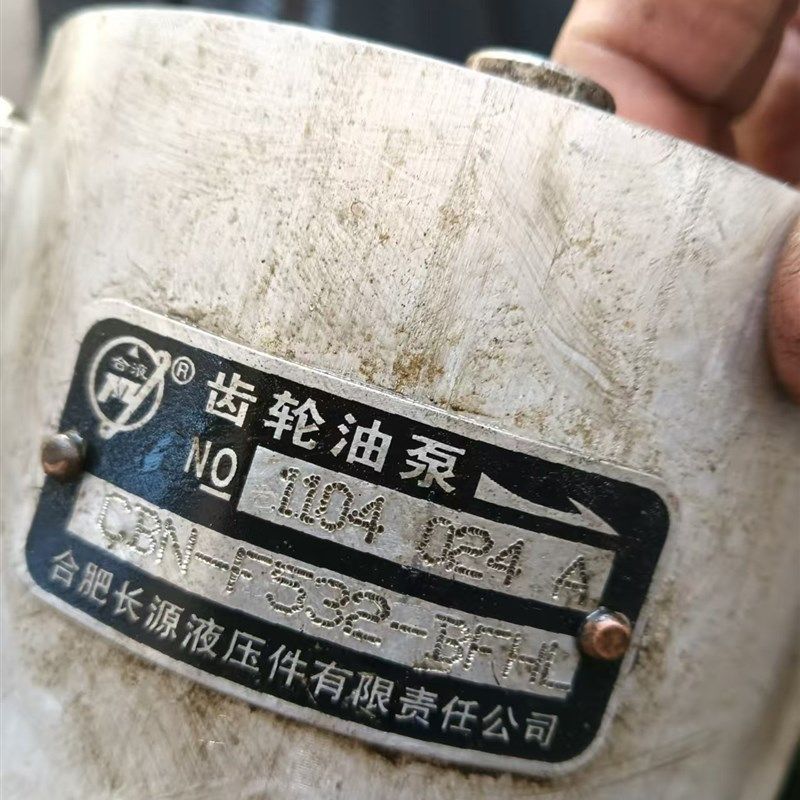 合液
®
齿轮油泵
NO 1104 024 A
CBN-F532-BFHL
合肥长源液压件有限责任公司